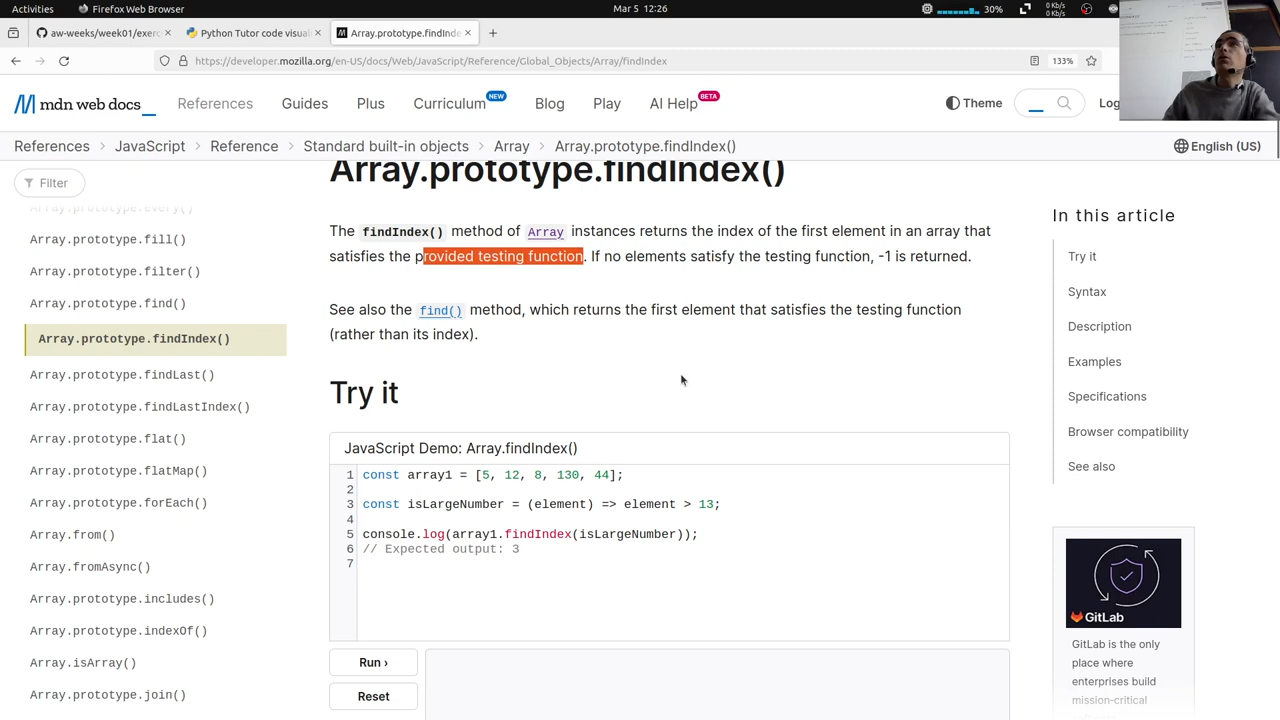 Activities
Firefox Web Browser
Mar 5 12:26
0 Kb/s
0 Kb/s
30%
aw-weeks/week01/exerc
Python Tutor code visual
Array.prototype.findInde
https://developer.mozilla.org/en-US/docs/Web/JavaScript/Reference/Global_Objects/Array/findIndex
133%
mdn web docs_
References
Guides
Plus
Curriculum
NEW
Blog
Play
AI Help
BETA
Theme
Log
References
JavaScript
Reference
Standard built-in objects
Array
Array.prototype.findIndex()
English (US)
Filter
Array.prototype.every()
Array.prototype.fill()
Array.prototype.filter()
Array.prototype.find()
Array.prototype.findIndex()
Array.prototype.findLast()
Array.prototype.findLastIndex()
Array.prototype.flat()
Array.prototype.flatMap()
Array.prototype.forEach()
Array.from()
Array.fromAsync()
Array.prototype.includes()
Array.prototype.indexOf()
Array.isArray()
Array.prototype.join()
Array.prototype.findIndex()
The findIndex() method of Array instances returns the index of the first element in an array that
satisfies the provided testing function. If no elements satisfy the testing function, -1 is returned.
See also the find() method, which returns the first element that satisfies the testing function
(rather than its index).
Try it
JavaScript Demo: Array.findIndex()
1 const array1 = [5, 12, 8, 130, 44];
2
3 const isLargeNumber = (element) => element > 13;
4
5 console.log(array1.findIndex(isLargeNumber));
6 // Expected output: 3
7
Run ›
Reset
In this article
Try it
Syntax
Description
Examples
Specifications
Browser compatibility
See also
GitLab
GitLab is the only
place where
enterprises build
mission-critical